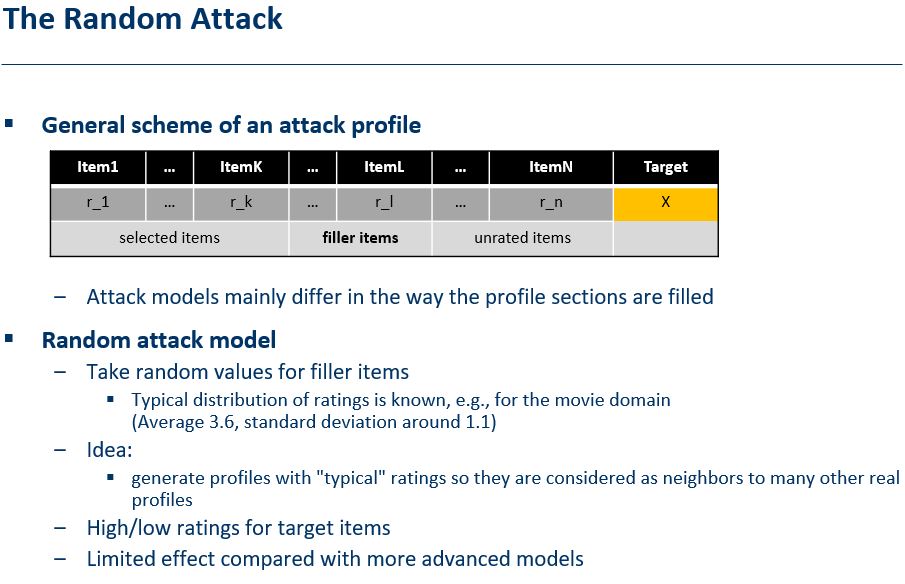 The Random Attack
▪ General scheme of an attack profile
Item1 ... ItemK ... ItemL ... ItemN Target
r_1 ... r_k ... r_l ... r_n X
selected items filler items unrated items
– Attack models mainly differ in the way the profile sections are filled
▪ Random attack model
– Take random values for filler items
▪ Typical distribution of ratings is known, e.g., for the movie domain
(Average 3.6, standard deviation around 1.1)
– Idea:
▪ generate profiles with "typical" ratings so they are considered as neighbors to many other real
profiles
– High/low ratings for target items
– Limited effect compared with more advanced models